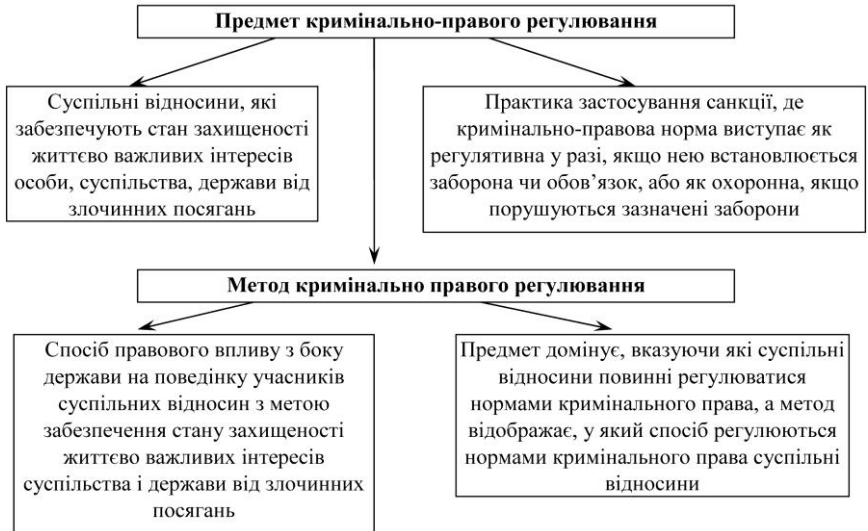 Предмет кримінально-правого регулювання
Суспільні відносини, які
забезпечують стан захищеності
життєво важливих інтересів
особи, суспільства, держави від
злочинних посягань
Практика застосування санкції, де
кримінально-правова норма виступає як
регулятивна у разі, якщо нею встановлюється
заборона чи обов’язок, або як охоронна, якщо
порушуються зазначені заборони
Метод кримінально правого регулювання
Спосіб правового впливу з боку
держави на поведінку учасників
суспільних відносин з метою
забезпечення стану захищеності
життєво важливих інтересів
суспільства і держави від злочинних
посягань
Предмет домінує, вказуючи які суспільні
відносини повинні регулюватися
нормами кримінального права, а метод
відображає, у який спосіб регулюються
нормами кримінального права суспільні
відносини